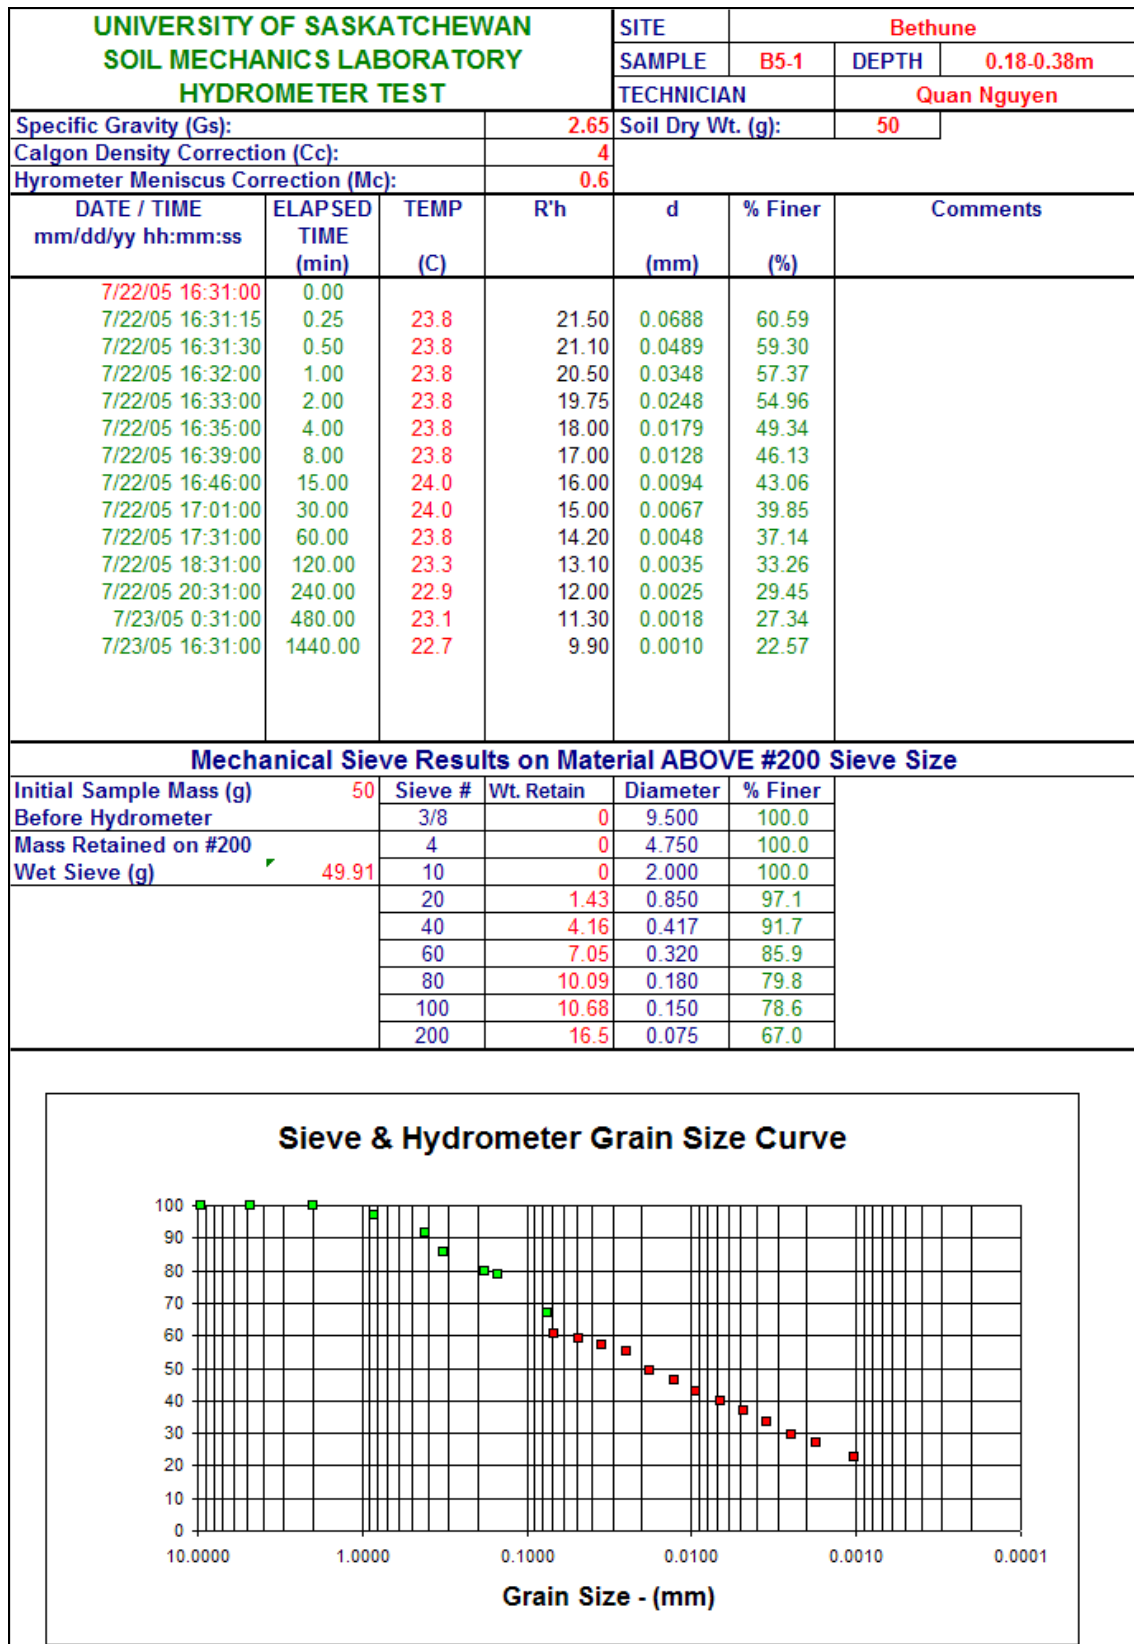 UNIVERSITY OF SASKATCHEWAN
SOIL MECHANICS LABORATORY
HYDROMETER TEST
SITE Bethune
SAMPLE B5-1 DEPTH 0.18-0.38m
TECHNICIAN Quan Nguyen
Specific Gravity (Gs): 2.65 Soil Dry Wt. (g): 50
Calgon Density Correction (Cc): 4
Hyrometer Meniscus Correction (Mc): 0.6
DATE / TIME ELAPSED TEMP R'h d % Finer Comments
mm/dd/yy hh:mm:ss TIME
(min) (C) (mm) (%)
7/22/05 16:31:00 0.00
7/22/05 16:31:15 0.25 23.8 21.50 0.0688 60.59
7/22/05 16:31:30 0.50 23.8 21.10 0.0489 59.30
7/22/05 16:32:00 1.00 23.8 20.50 0.0348 57.37
7/22/05 16:33:00 2.00 23.8 19.75 0.0248 54.96
7/22/05 16:35:00 4.00 23.8 18.00 0.0179 49.34
7/22/05 16:39:00 8.00 23.8 17.00 0.0128 46.13
7/22/05 16:46:00 15.00 24.0 16.00 0.0094 43.06
7/22/05 17:01:00 30.00 24.0 15.00 0.0067 39.85
7/22/05 17:31:00 60.00 23.8 14.20 0.0048 37.14
7/22/05 18:31:00 120.00 23.3 13.10 0.0035 33.26
7/22/05 20:31:00 240.00 22.9 12.00 0.0025 29.45
7/23/05 0:31:00 480.00 23.1 11.30 0.0018 27.34
7/23/05 16:31:00 1440.00 22.7 9.90 0.0010 22.57
Mechanical Sieve Results on Material ABOVE #200 Sieve Size
Initial Sample Mass (g) 50 Sieve # Wt. Retain Diameter % Finer
Before Hydrometer 3/8 0 9.500 100.0
Mass Retained on #200 4 0 4.750 100.0
Wet Sieve (g) 49.91 10 0 2.000 100.0
20 1.43 0.850 97.1
40 4.16 0.417 91.7
60 7.05 0.320 85.9
80 10.09 0.180 79.8
100 10.68 0.150 78.6
200 16.5 0.075 67.0
Sieve & Hydrometer Grain Size Curve
100
90
80
70
60
50
40
30
20
10
0
10.0000 1.0000 0.1000 0.0100 0.0010 0.0001
Grain Size - (mm)